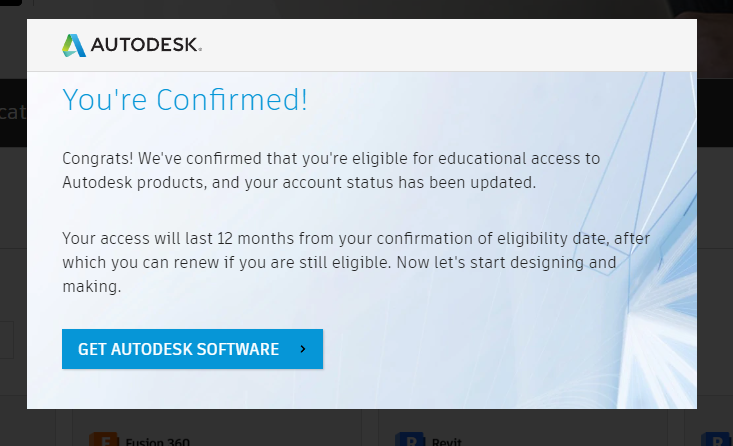 AUTODESK
You're Confirmed!
Congrats! We've confirmed that you're eligible for educational access to
Autodesk products, and your account status has been updated.
Your access will last 12 months from your confirmation of eligibility date, after
which you can renew if you are still eligible. Now let's start designing and
making.
GET AUTODESK SOFTWARE
Fusion 360
Revit